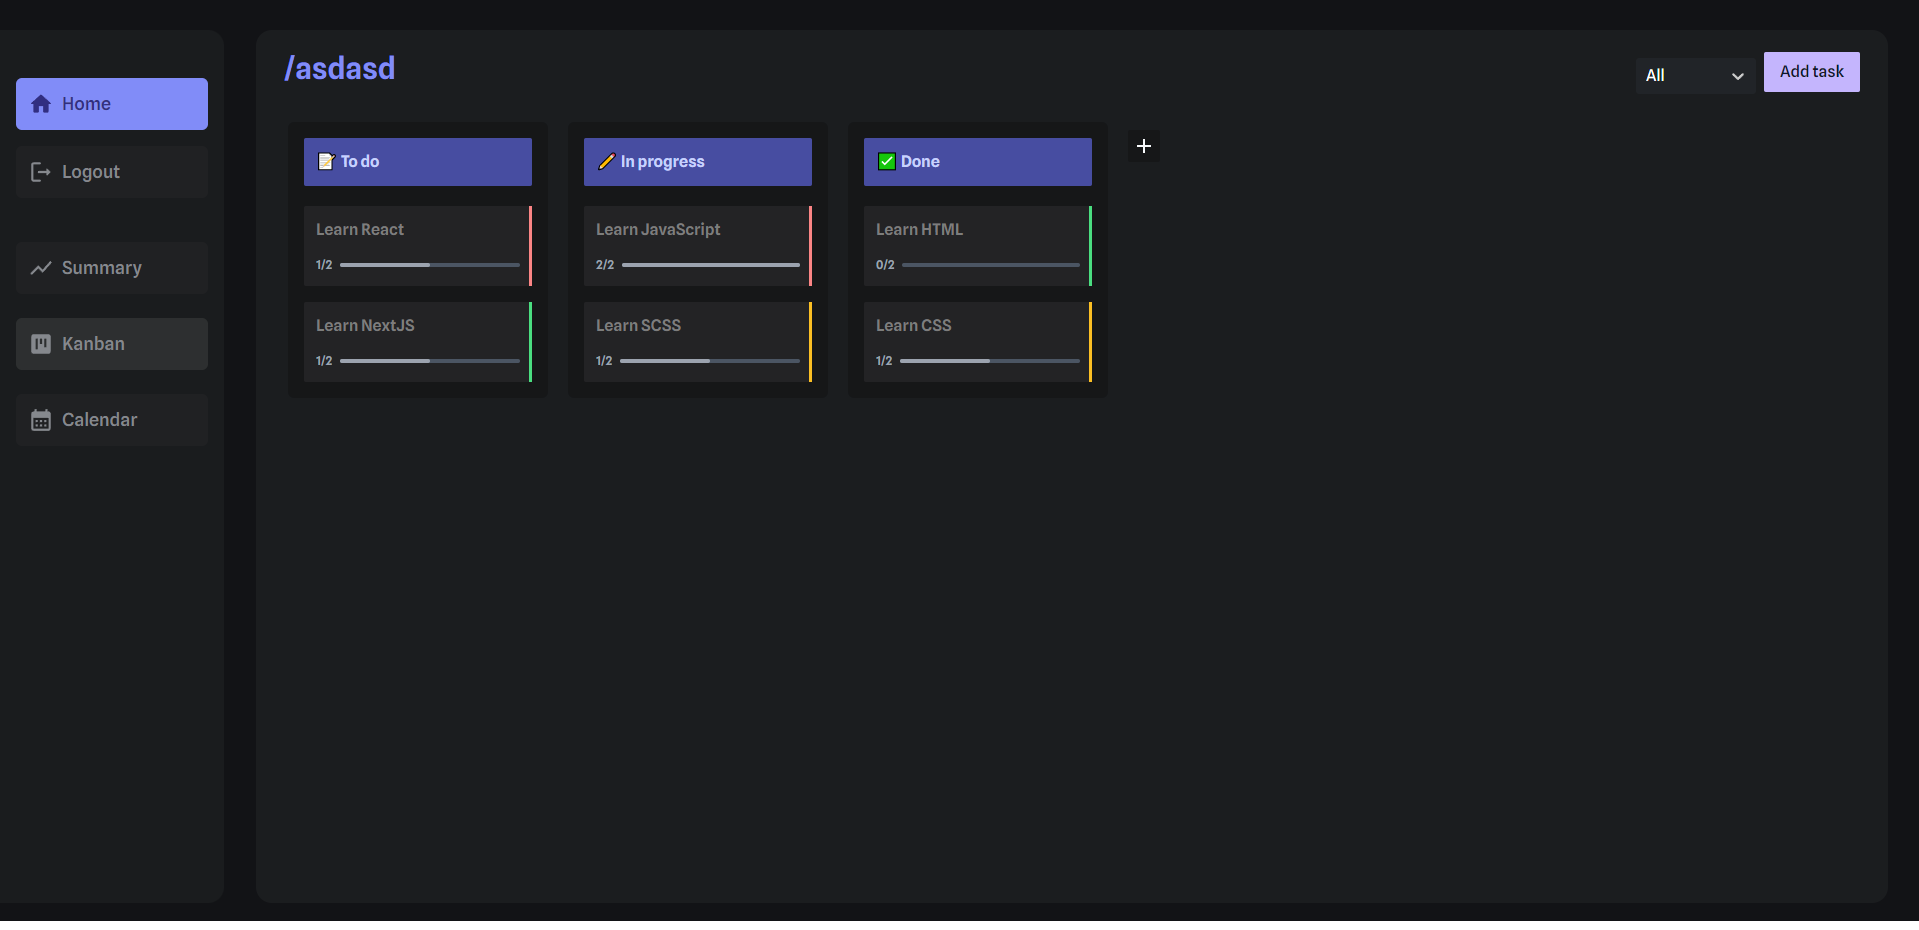 Home
Logout
Summary
Kanban
Calendar
/asdasd
All
Add task
To do
Learn React
1/2
Learn NextJS
1/2
In progress
Learn JavaScript
2/2
Learn SCSS
1/2
Done
Learn HTML
0/2
Learn CSS
1/2